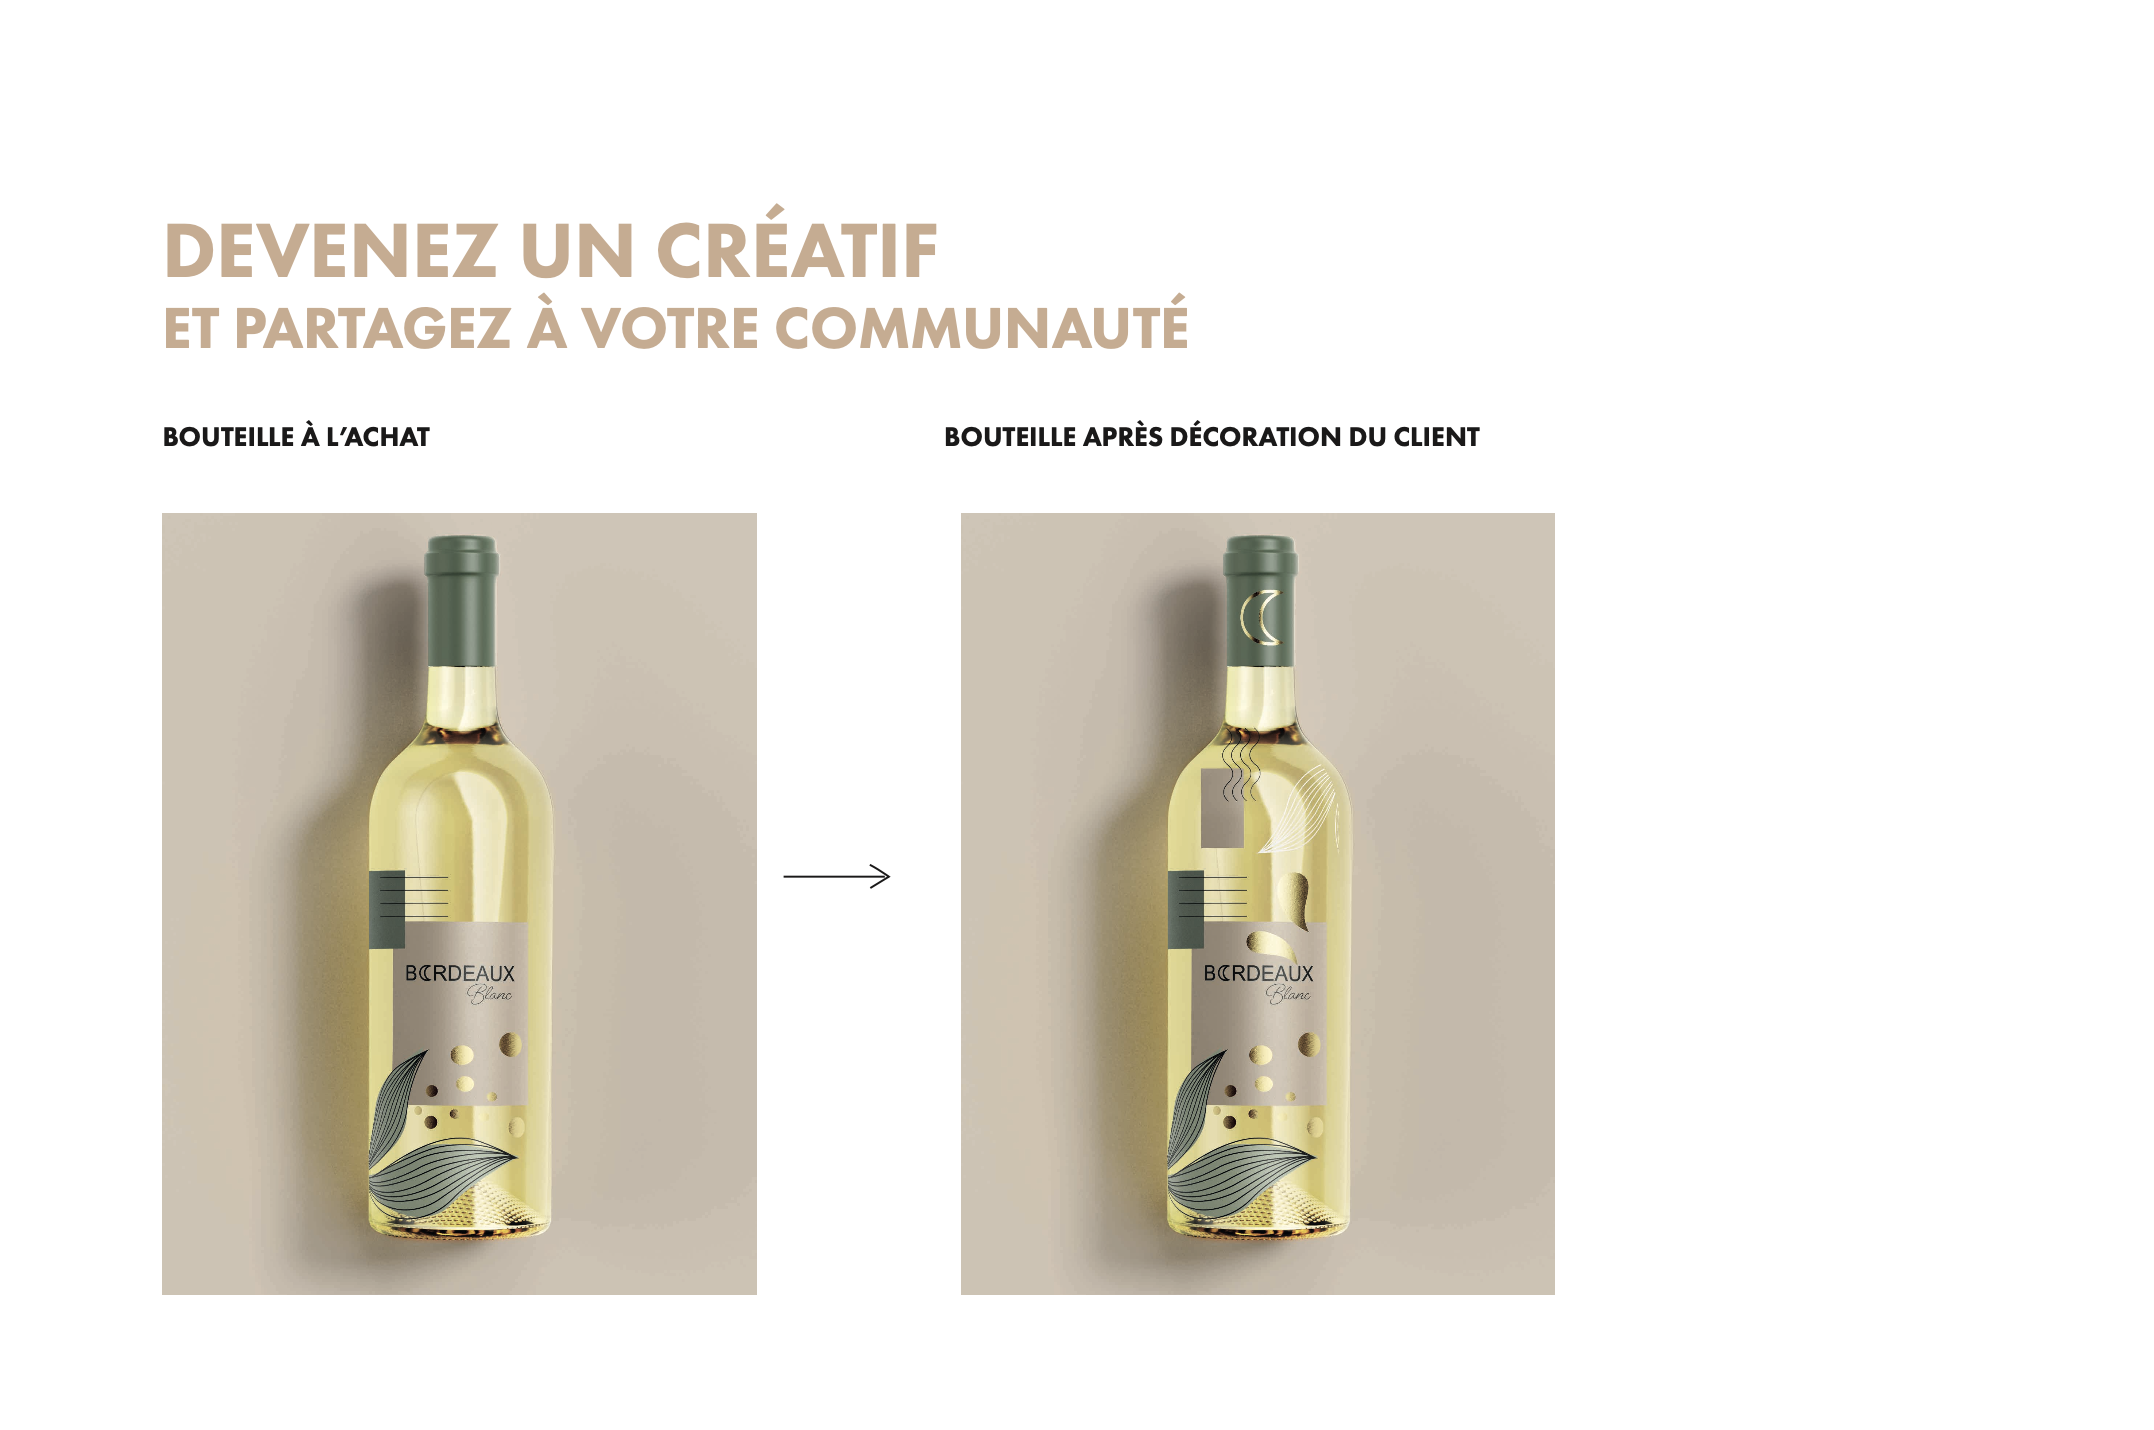 DEVENEZ UN CRÉATIF
ET PARTAGEZ À VOTRE COMMUNAUTÉ
BOUTEILLE À L’ACHAT
BOUTEILLE APRÈS DÉCORATION DU CLIENT
BORDEAUX
Blanc
BORDEAUX
Blanc